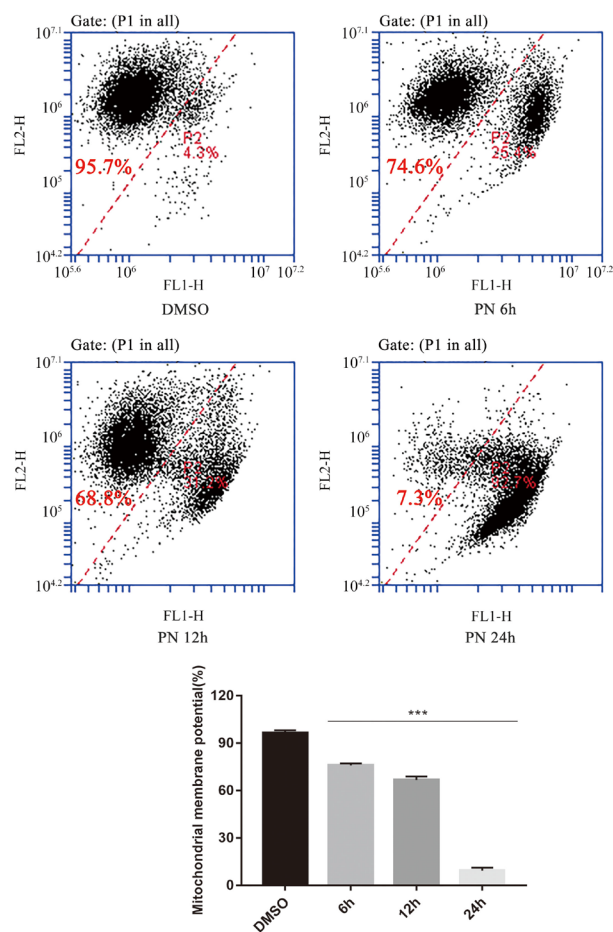 Gate: (P1 in all)
10^7.1
10^6
10^5
10^4.2
FL2-H
P2
4.3%
95.7%
10^5.6
10^6
10^7
10^7.2
FL1-H
DMSO
Gate: (P1 in all)
10^7.1
10^6
10^5
10^4.2
FL2-H
P2
74.6%
10^5.6
10^6
10^7
10^7.2
FL1-H
PN 6h
Gate: (P1 in all)
10^7.1
10^6
10^5
10^4.2
FL2-H
68.8%
FL1-H
PN 12h
Gate: (P1 in all)
10^7.1
10^6
10^5
10^4.2
FL2-H
7.3%
FL1-H
PN 24h
Mitochondrial membrane potential(%)
120
90
60
30
0
***
DMSO
6h
12h
24h